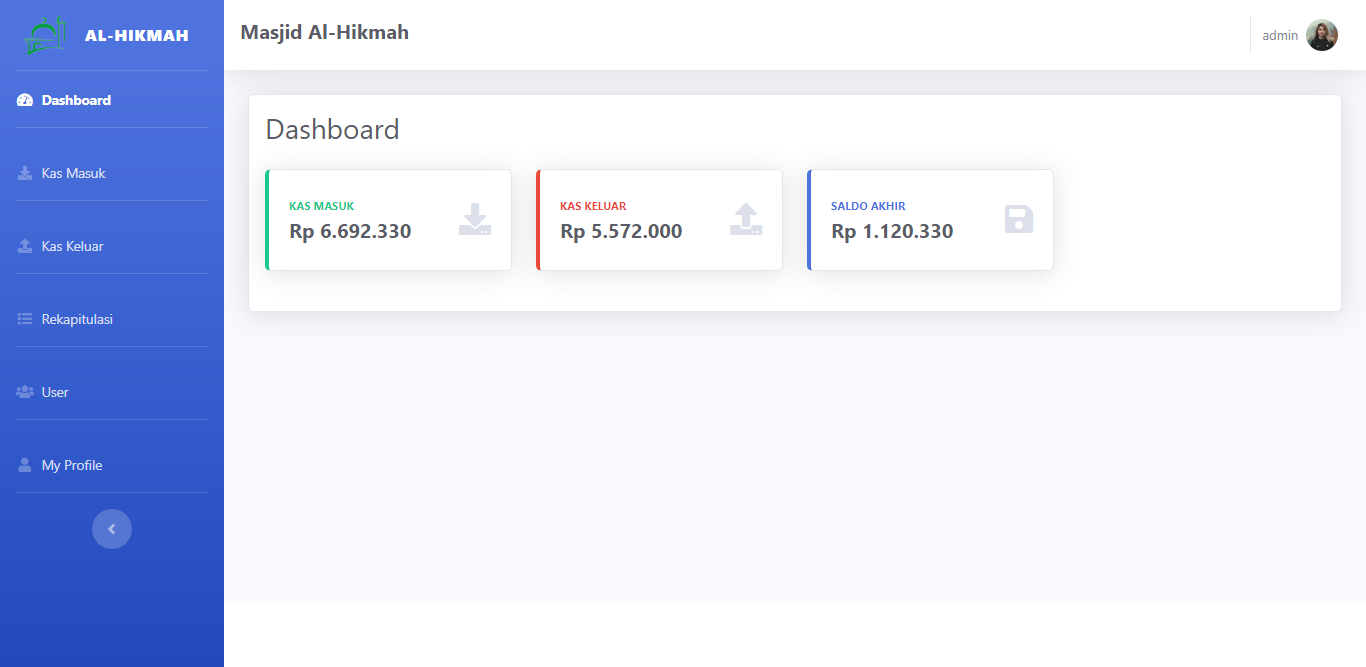 AL-HIKMAH
Masjid Al-Hikmah
admin
Dashboard
Kas Masuk
Kas Keluar
Rekapitulasi
User
My Profile
Dashboard
KAS MASUK
Rp 6.692.330
KAS KELUAR
Rp 5.572.000
SALDO AKHIR
Rp 1.120.330